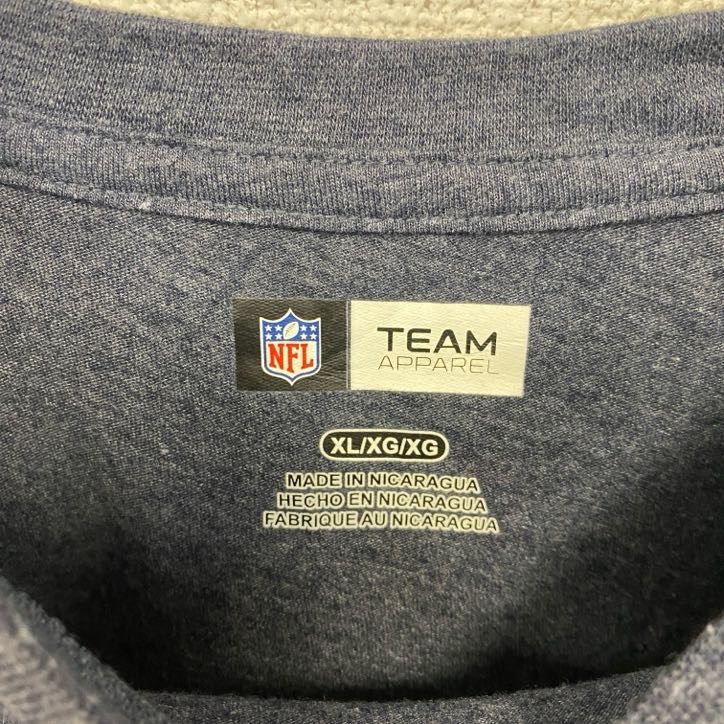 NFL
TEAM
APPAREL
XL/XG/XG
MADE IN NICARAGUA
HECHO EN NICARAGUA
FABRIQUE AU NICARAGUA